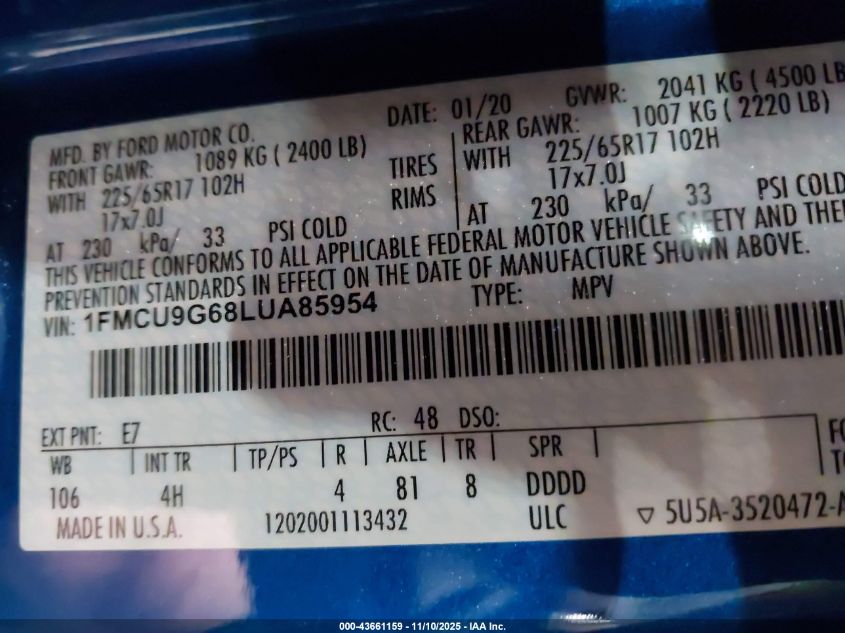 MFD. BY FORD MOTOR CO. DATE: 01/20 GVWR: 2041 KG ( 4500 LB
FRONT GAWR: 1089 KG ( 2400 LB) REAR GAWR: 1007 KG ( 2220 LB)
WITH 225/65R17 102H TIRES WITH 225/65R17 102H
17x7.0J RIMS 17x7.0J
AT 230 kPa/ 33 PSI COLD AT 230 kPa/ 33 PSI COLD
THIS VEHICLE CONFORMS TO ALL APPLICABLE FEDERAL MOTOR VEHICLE SAFETY AND THE
PREVENTION STANDARDS IN EFFECT ON THE DATE OF MANUFACTURE SHOWN ABOVE.
VIN: 1FMCU9G68LUA85954 TYPE: MPV
EXT PNT: E7 RC: 48 DSO:
WB INT TR TP/PS R AXLE TR SPR
106 4H 4 81 8 DDDD
MADE IN U.S.A. 1202001113432 ULC ▽ 5U5A-3520472-A
000-43661159 - 11/10/2025 - IAA Inc.